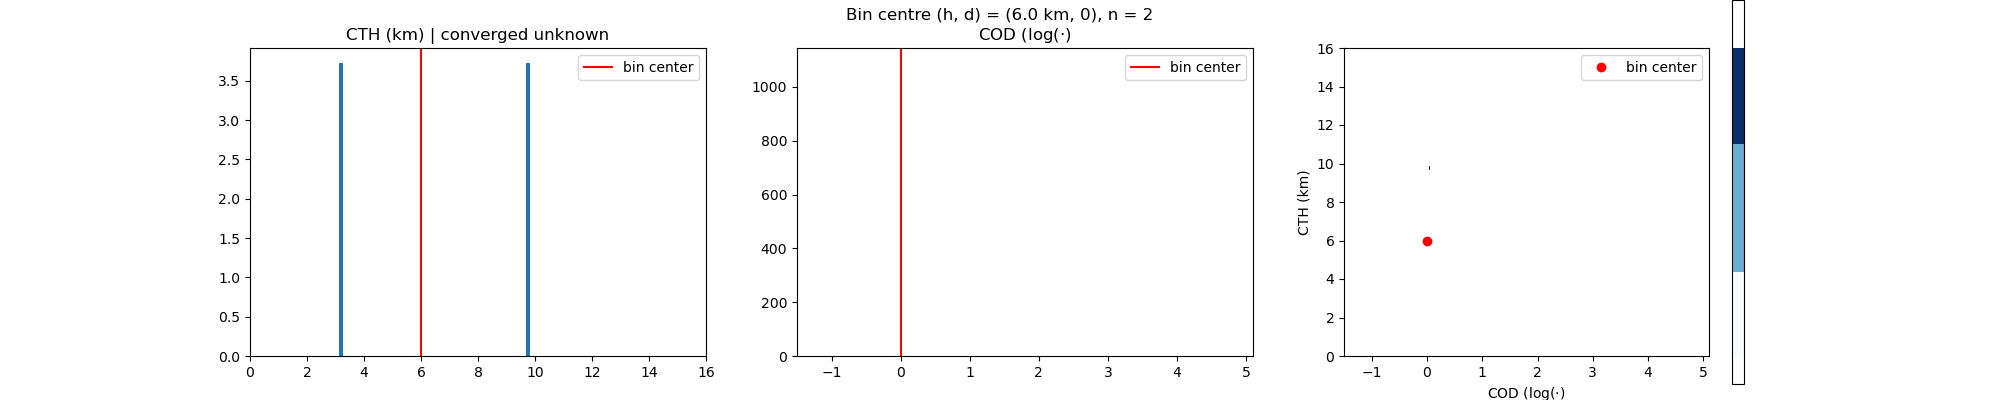 Bin centre (h, d) = (6.0 km, 0), n = 2
CTH (km) | converged unknown
bin center
3.5
3.0
2.5
2.0
1.5
1.0
0.5
0.0
0 2 4 6 8 10 12 14 16
COD (log(·)
bin center
1000
800
600
400
200
0
−1 0 1 2 3 4 5
bin center
CTH (km)
16
14
12
10
8
6
4
2
0
−1 0 1 2 3 4 5
COD (log(·)